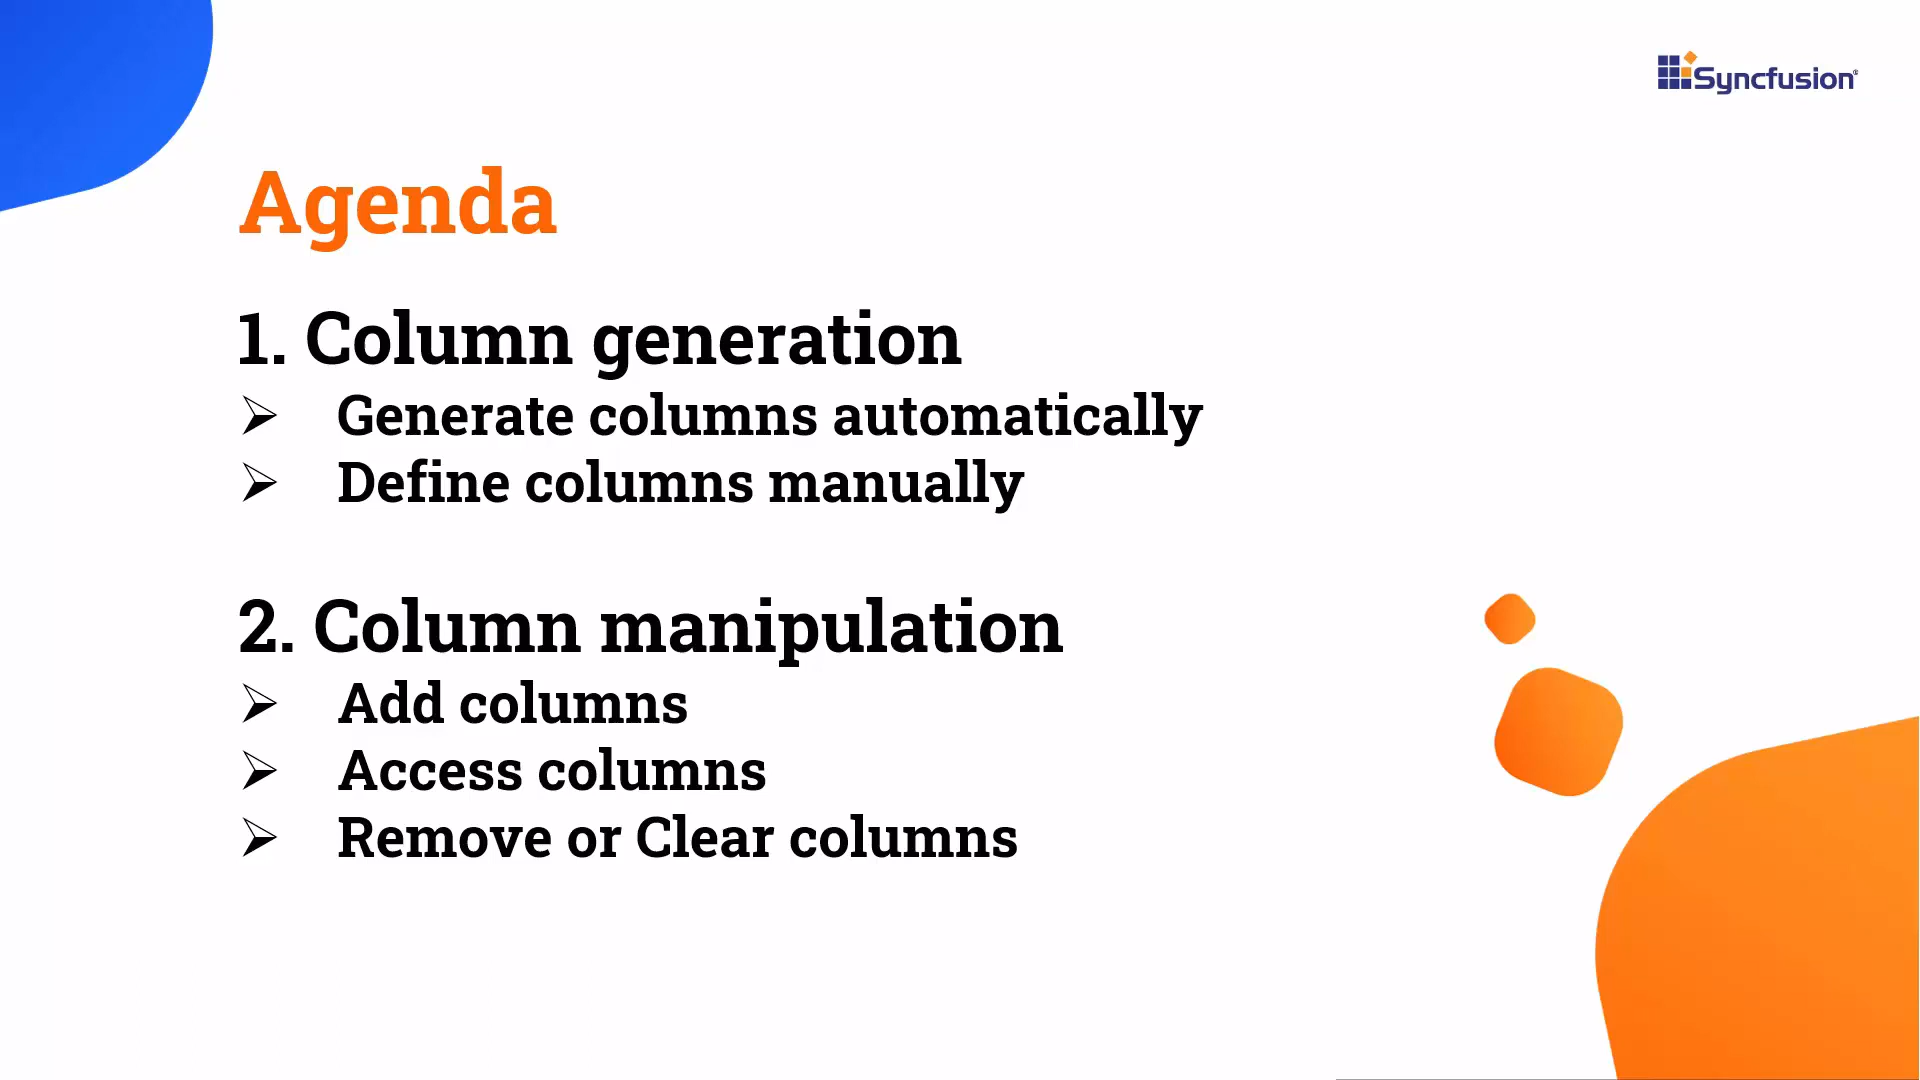 Syncfusion®
Agenda
1. Column generation
➢ Generate columns automatically
➢ Define columns manually
2. Column manipulation
➢ Add columns
➢ Access columns
➢ Remove or Clear columns